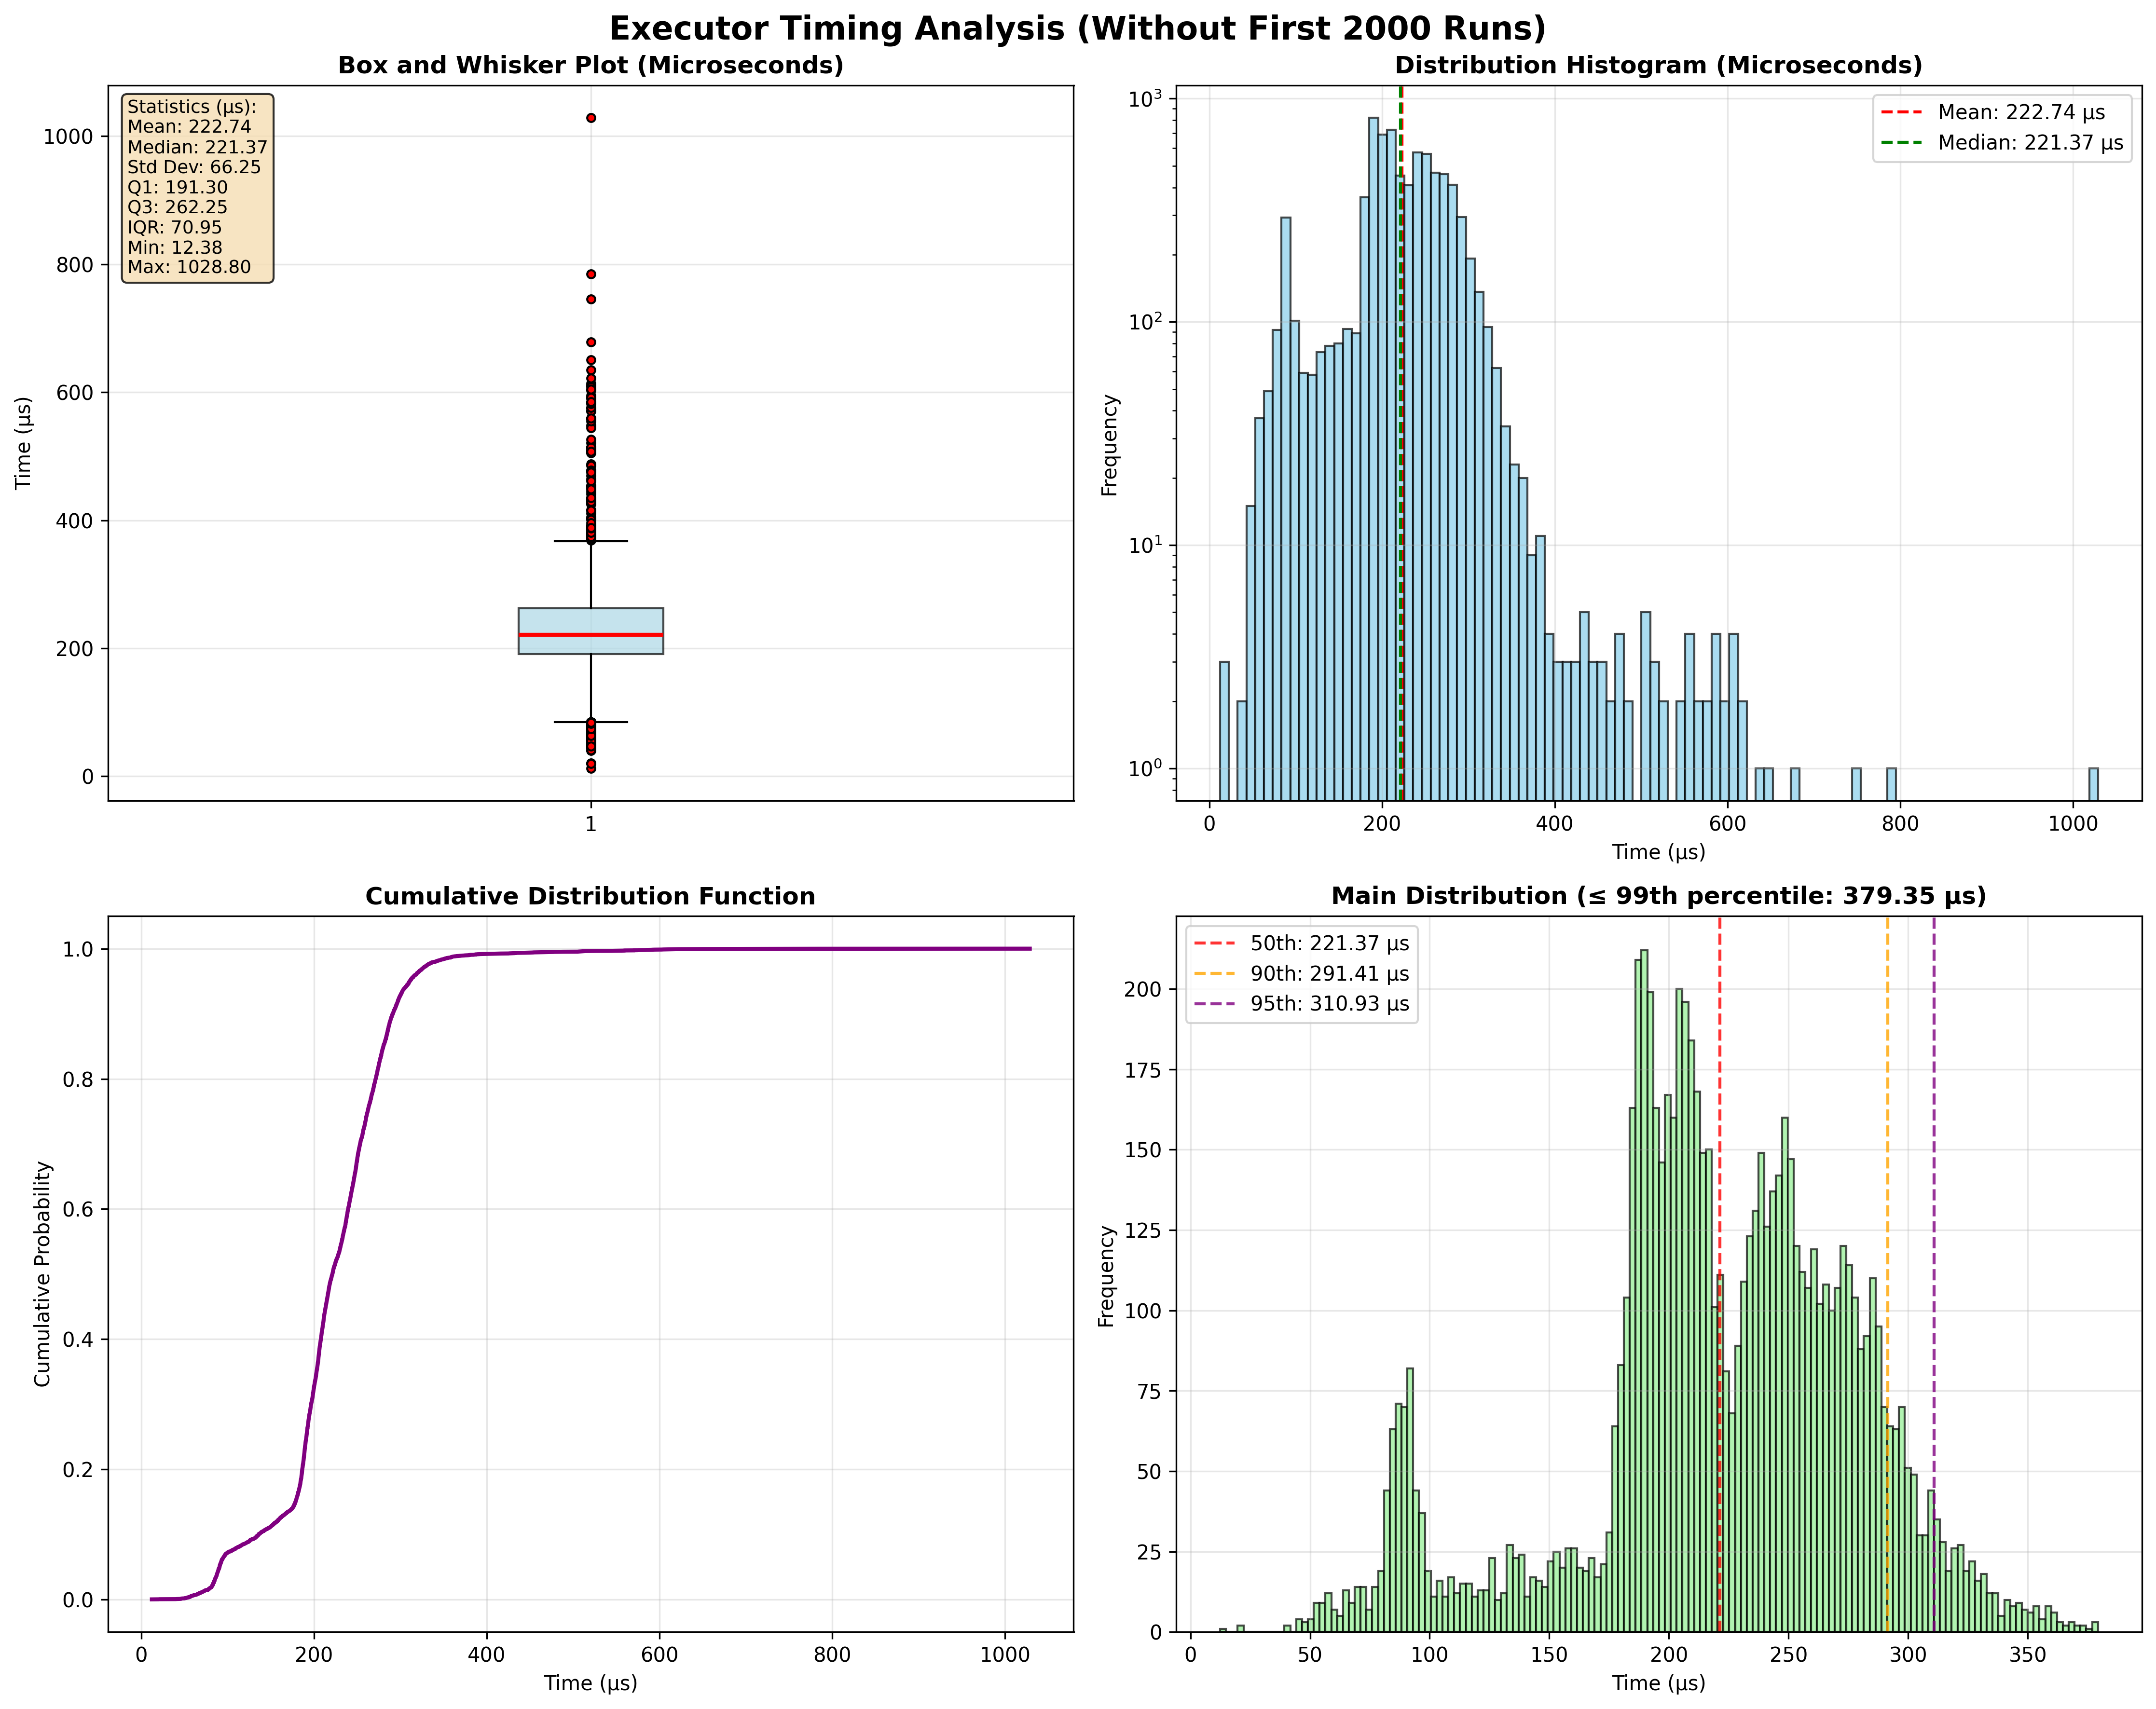 Executor Timing Analysis (Without First 2000 Runs)
Box and Whisker Plot (Microseconds)
Statistics (µs):
Mean: 222.74
Median: 221.37
Std Dev: 66.25
Q1: 191.30
Q3: 262.25
IQR: 70.95
Min: 12.38
Max: 1028.80
Time (µs)
1000
800
600
400
200
0
1
Distribution Histogram (Microseconds)
Mean: 222.74 µs
Median: 221.37 µs
Frequency
10³
10²
10¹
10⁰
0 200 400 600 800 1000
Time (µs)
Cumulative Distribution Function
Cumulative Probability
1.0
0.8
0.6
0.4
0.2
0.0
0 200 400 600 800 1000
Time (µs)
Main Distribution (≤ 99th percentile: 379.35 µs)
50th: 221.37 µs
90th: 291.41 µs
95th: 310.93 µs
Frequency
200
175
150
125
100
75
50
25
0
0 50 100 150 200 250 300 350
Time (µs)